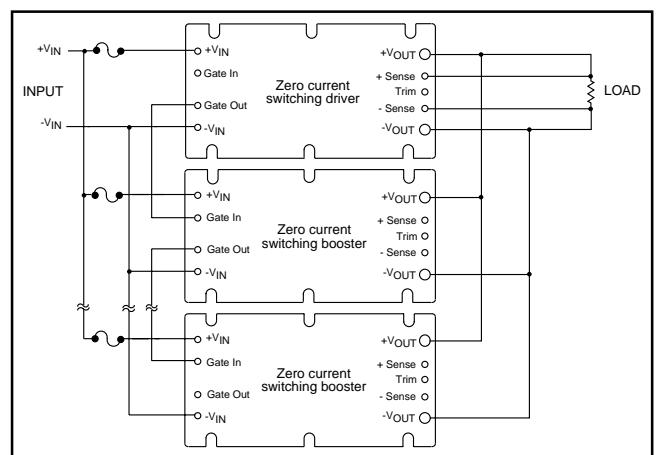 +VIN
INPUT
-VIN
+VIN
Gate In
Gate Out
-VIN
Zero current
switching driver
+VOUT
+ Sense
Trim
- Sense
-VOUT
LOAD
+VIN
Gate In
Gate Out
-VIN
Zero current
switching booster
+VOUT
+ Sense
Trim
- Sense
-VOUT
+VIN
Gate In
Gate Out
-VIN
Zero current
switching booster
+VOUT
+ Sense
Trim
- Sense
-VOUT